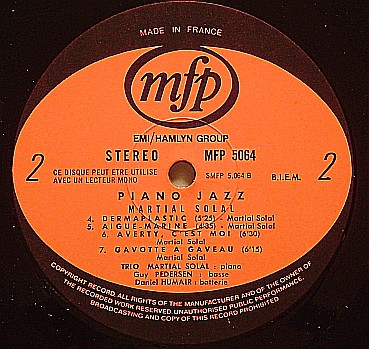 MADE IN FRANCE
mfp
EMI/HAMLYN GROUP
2 STEREO MFP 5064 2
CE DISQUE PEUT ÊTRE UTILISÉ
AVEC UN LECTEUR MONO
SMFP 5.064 B
B.I.E.M.
PIANO JAZZ
MARTIAL SOLAL
4. DERMAPLASTIC (5'25) - Martial Solal
5. AIGUE-MARINE (4'35) - Martial Solal
6. AVERTY, C'EST MOI (6'30)
Martial Solal
7. GAVOTTE A GAVEAU (6'15)
Martial Solal
TRIO MARTIAL SOLAL : piano
Guy PEDERSEN : basse
Daniel HUMAIR : batterie
COPYRIGHT RECORD. ALL RIGHTS OF THE MANUFACTURER AND OF THE OWNER OF
THE RECORDED WORK RESERVED UNAUTHORISED PUBLIC PERFORMANCE,
BROADCASTING AND COPY OF THIS RECORD PROHIBITED